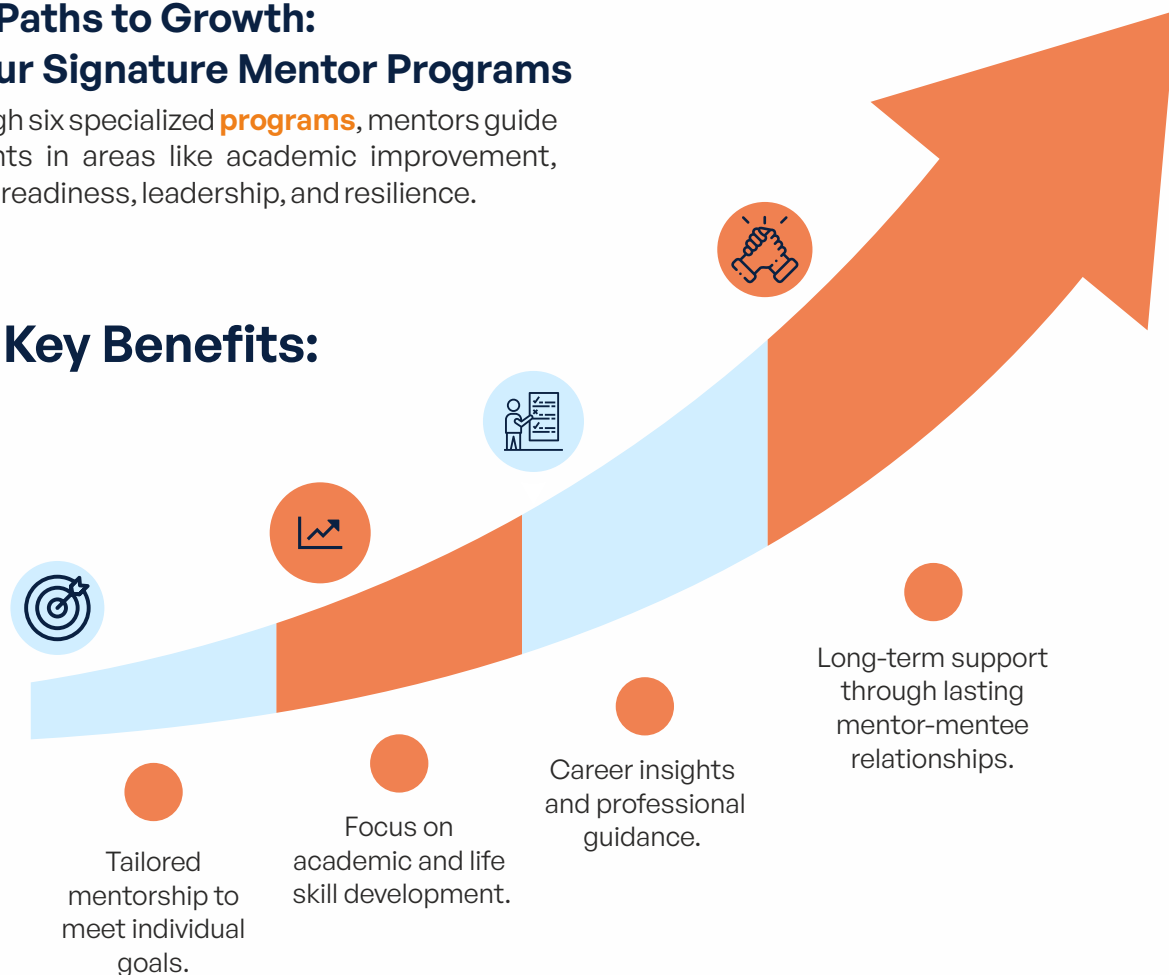 Paths to Growth:
ur Signature Mentor Programs
gh six specialized programs, mentors guide
nts in areas like academic improvement,
readiness, leadership, and resilience.
Key Benefits:
Tailored
mentorship to
meet individual
goals.
Focus on
academic and life
skill development.
Career insights
and professional
guidance.
Long-term support
through lasting
mentor-mentee
relationships.